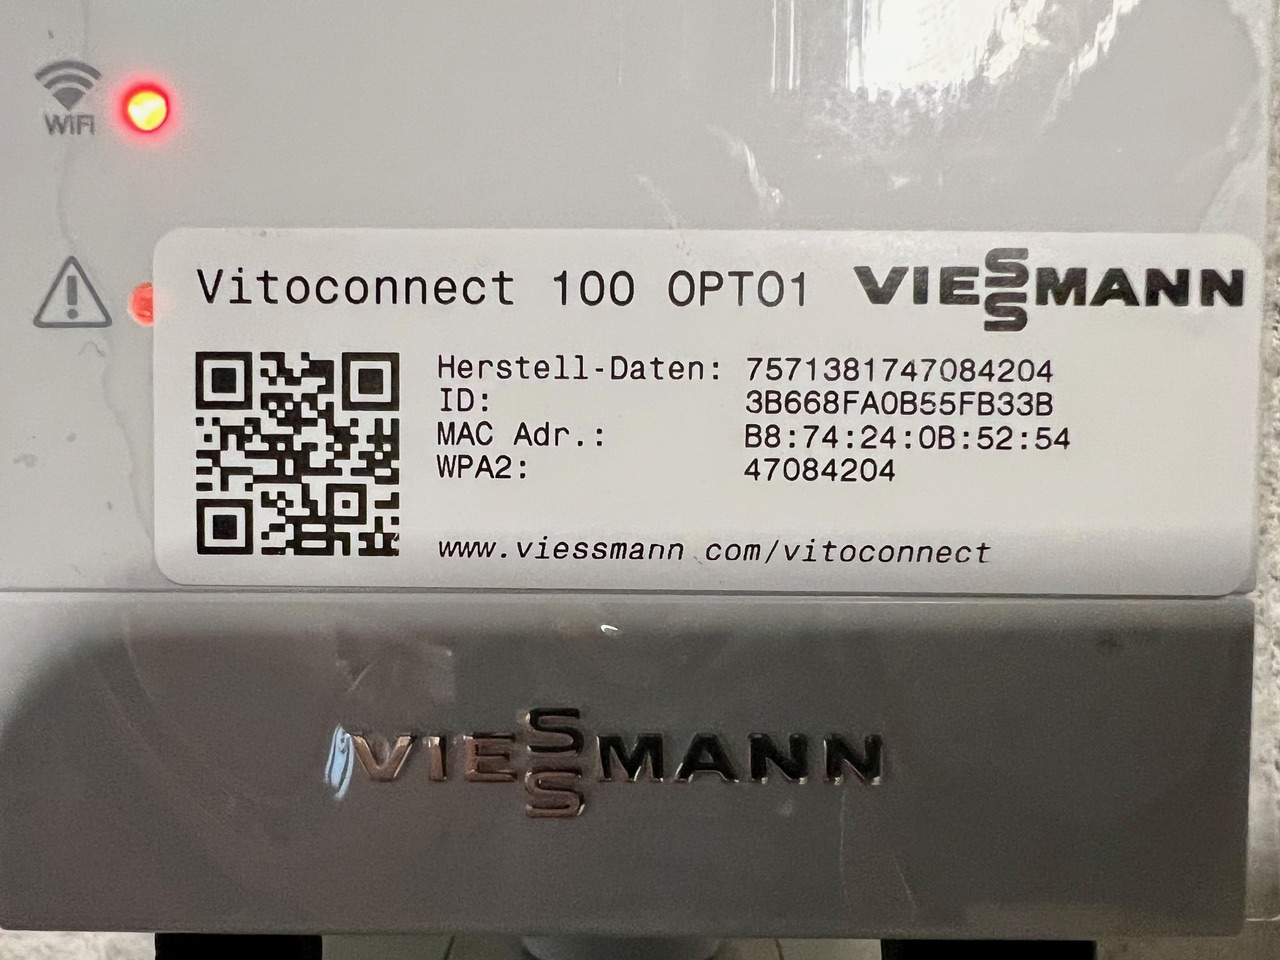 WiFi
Vitoconnect 100 OPTO1 VIESSMANN
Herstell-Daten: 7571381747084204
ID: 3B668FA0B55FB33B
MAC Adr.: B8:74:24:0B:52:54
WPA2: 47084204
www.viessmann.com/vitoconnect
VIESSMANN